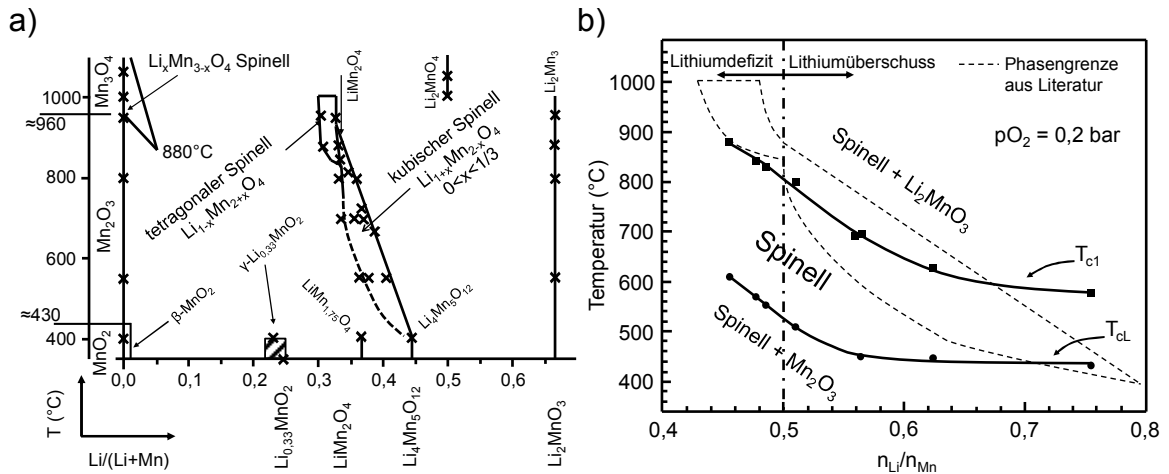 a)
Mn₃O₄
LiₓMn₃₋ₓO₄ Spinell
LiMn₂O₄
Li₂MnO₄
Li₂Mn₃
1000
≈960
880°C
tetragonaler Spinell
Li₁₋ₓMn₂₊ₓO₄
kubischer Spinell
Li₁₊ₓMn₂₋ₓO₄
0<x<1/3
800
Mn₂O₃
γ-Li₀,₃₃MnO₂
600
β-MnO₂
LiMn₁,₇₅O₄
Li₄Mn₅O₁₂
≈430
400
MnO₂
0,0
0,1
0,2
0,3
0,4
0,5
0,6
T (°C)
Li/(Li+Mn)
Li₀,₃₃MnO₂
LiMn₂O₄
Li₄Mn₅O₁₂
Li₂MnO₃
b)
Lithiumdefizit
Lithiumüberschuss
Phasengrenze
aus Literatur
pO₂ = 0,2 bar
Spinell + Li₂MnO₃
Spinell
Spinell + Mn₂O₃
T_c1
T_cL
Temperatur (°C)
1000
900
800
700
600
500
400
0,4
0,5
0,6
0,7
0,8
n_Li/n_Mn